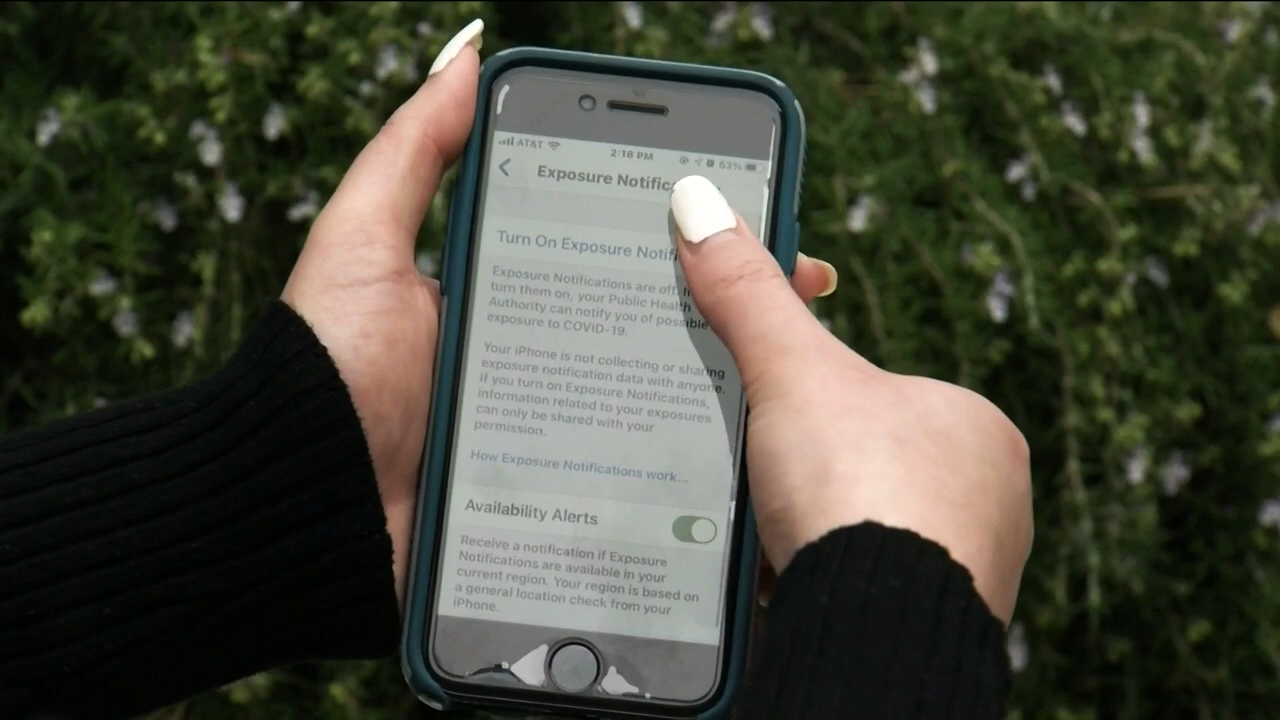 AT&T
2:18 PM
63%
Exposure Notific
Turn On Exposure Notifi
Exposure Notifications are off. If
turn them on, your Public Health
Authority can notify you of possible
exposure to COVID-19.
Your iPhone is not collecting or sharing
exposure notification data with anyone.
If you turn on Exposure Notifications,
information related to your exposures
can only be shared with your
permission.
How Exposure Notifications work...
Availability Alerts
Receive a notification if Exposure
Notifications are available in your
current region. Your region is based on
a general location check from your
iPhone.